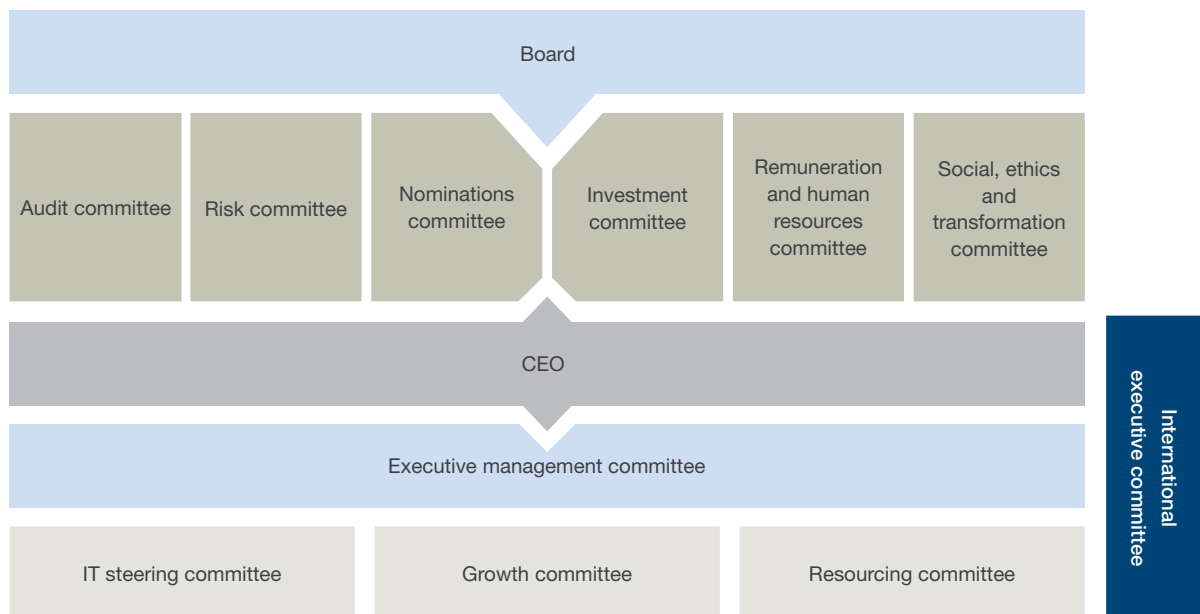 Board
Audit committee
Risk committee
Nominations
committee
Investment
committee
Remuneration
and human
resources
committee
Social, ethics
and
transformation
committee
CEO
Executive management committee
IT steering committee
Growth committee
Resourcing committee
International
executive committee